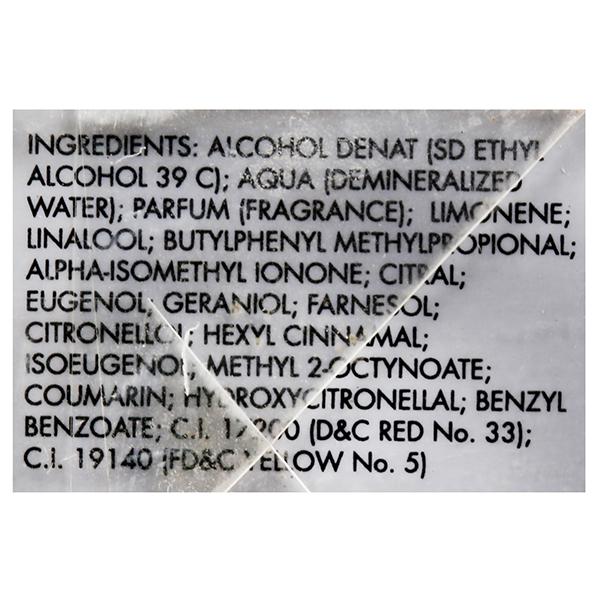 INGREDIENTS: ALCOHOL DENAT (SD ETHYL
ALCOHOL 39 C); AQUA (DEMINERALIZED
WATER); PARFUM (FRAGRANCE); LIMONENE;
LINALOOL; BUTYLPHENYL METHYLPROPIONAL;
ALPHA-ISOMETHYL IONONE; CITRAL;
EUGENOL; GERANIOL; FARNESOL;
CITRONELLOL; HEXYL CINNAMAL;
ISOEUGENOL; METHYL 2-OCTYNOATE;
COUMARIN; HYDROXYCITRONELLAL; BENZYL
BENZOATE; C.I. 17200 (D&C RED No. 33);
C.I. 19140 (FD&C YELLOW No. 5)